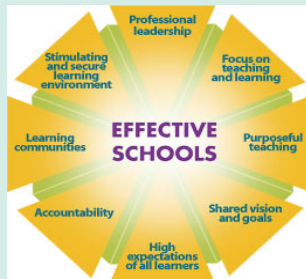 Professional
leadership
Stimulating
and secure
learning
environment
Focus on
teaching
and learning
Learning
communities
EFFECTIVE
SCHOOLS
Purposeful
teaching
Accountability
Shared vision
and goals
High
expectations
of all learners